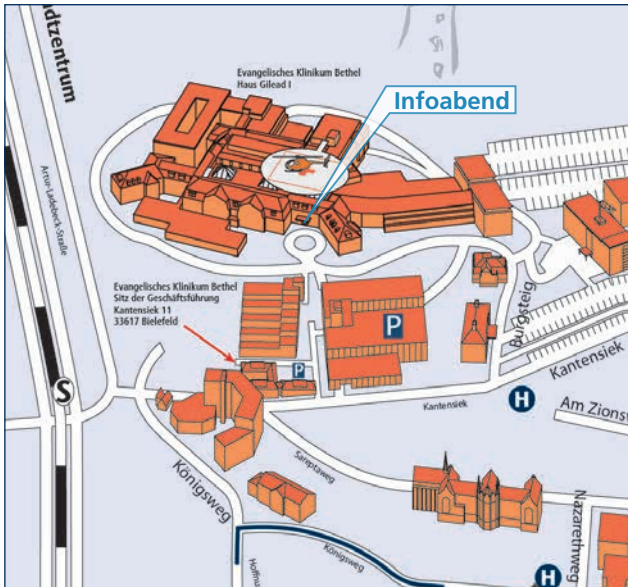 dtzentrum
Evangelisches Klinikum Bethel
Haus Gilead I
Infoabend
Artur-Ladebeck-Straße
Evangelisches Klinikum Bethel
Sitz der Geschäftsführung
Kantensiek 11
33617 Bielefeld
P
P
Burgsteig
S
Kantensiek
H
Kantensiek
Am Zionsw
Königsweg
Sareptaweg
Nazarethweg
Königsweg
Hoffnu
H